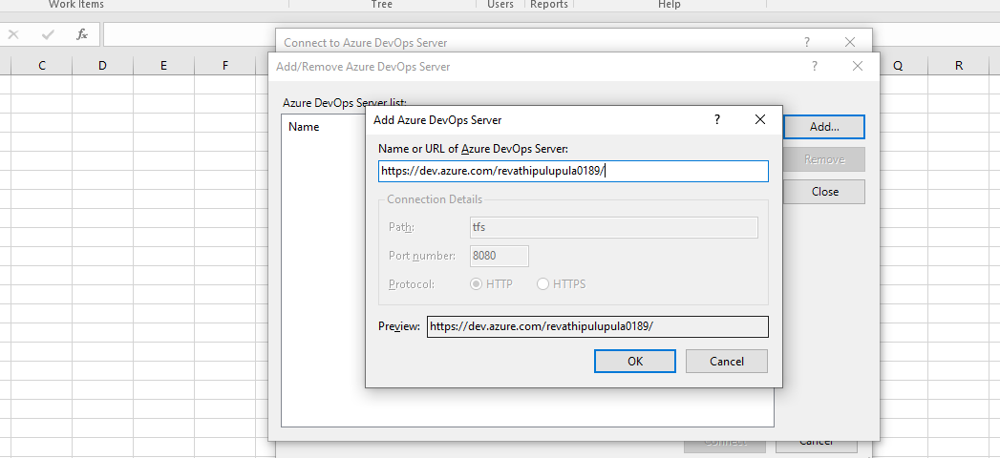 Work Items Tree Users Reports Help
fx
Connect to Azure DevOps Server ?
C D E F Q R
Add/Remove Azure DevOps Server ?
Azure DevOps Server list:
Name
Add...
Remove
Close
Add Azure DevOps Server ?
Name or URL of Azure DevOps Server:
https://dev.azure.com/revathipulupula0189/
Connection Details
Path: tfs
Port number: 8080
Protocol: HTTP HTTPS
Preview: https://dev.azure.com/revathipulupula0189/
OK Cancel
Connect Cancel